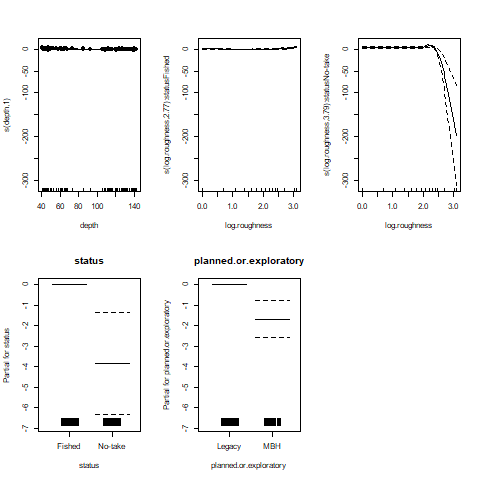 s(depth,1)
0
-50
-100
-200
-300
40
60
80
100
120
140
depth
s(log.roughness,2.77):statusFished
0
-50
-100
-200
-300
0.0
1.0
2.0
3.0
log.roughness
s(log.roughness,3.79):statusNo-take
0
-50
-100
-200
-300
0.0
1.0
2.0
3.0
log.roughness
status
Partial for status
0
-1
-2
-3
-4
-5
-6
-7
Fished
No-take
status
planned.or.exploratory
Partial for planned.or.exploratory
0
-1
-2
-3
-4
-5
-6
-7
Legacy
MBH
planned.or.exploratory